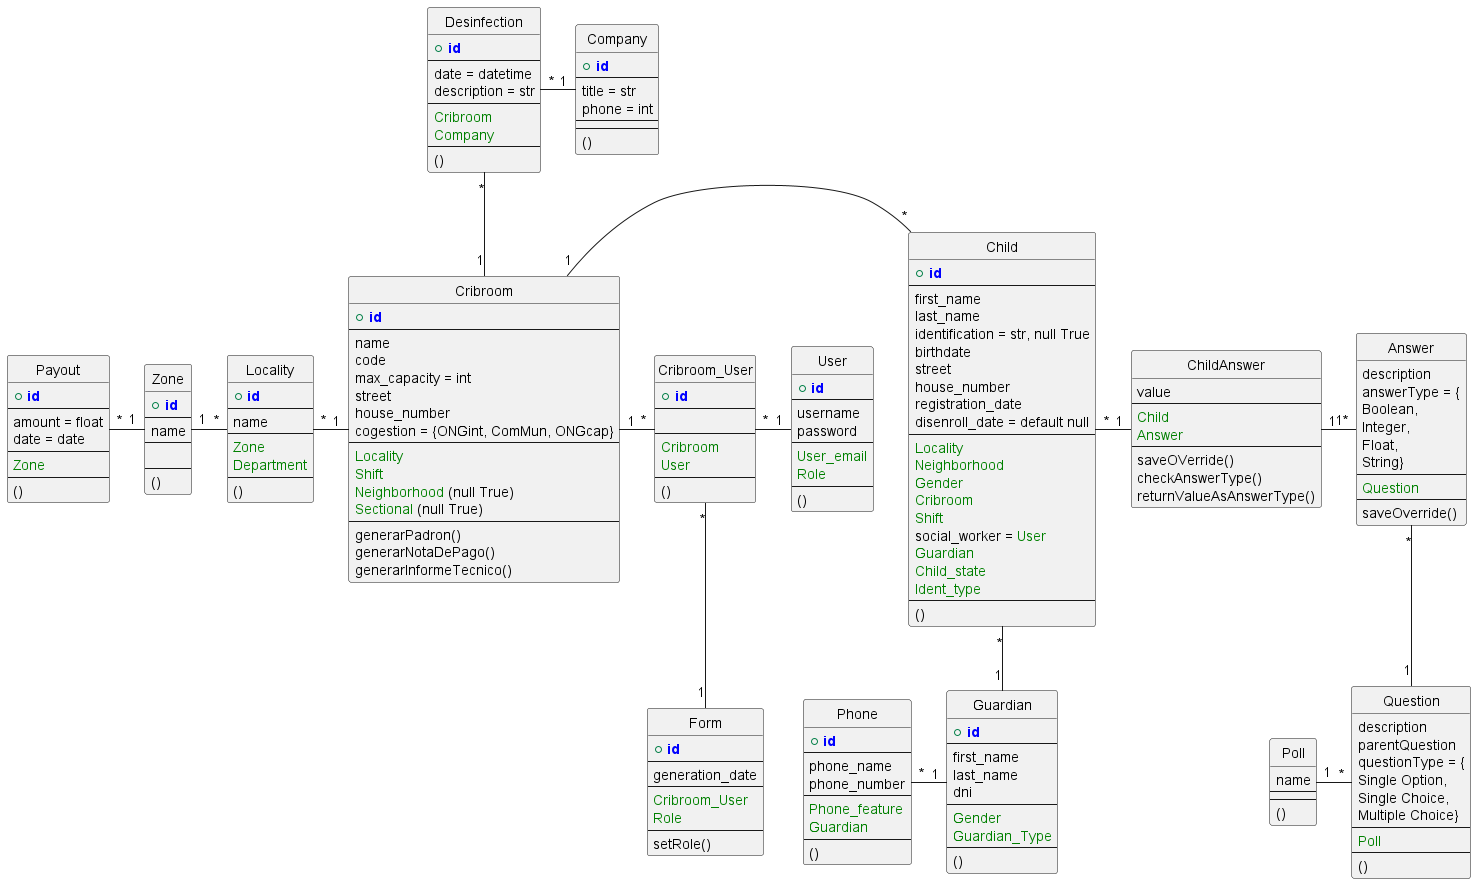 Desinfection
id
date = datetime
description = str
Cribroom
Company
()
* 1
Company
id
title = str
phone = int
()
*
1
1
*
Payout
id
amount = float
date = date
Zone
()
* 1
Zone
id
name
()
1 *
Locality
id
name
Zone
Department
()
* 1
Cribroom
id
name
code
max_capacity = int
street
house_number
cogestion = {ONGint, ComMun, ONGcap}
Locality
Shift
Neighborhood (null True)
Sectional (null True)
generarPadron()
generarNotaDePago()
generarInformeTecnico()
1 *
Cribroom_User
id
Cribroom
User
()
* 1
User
id
username
password
User_email
Role
()
Child
id
first_name
last_name
identification = str, null True
birthdate
street
house_number
registration_date
disenroll_date = default null
Locality
Neighborhood
Gender
Cribroom
Shift
social_worker = User
Guardian
Child_state
Ident_type
()
* 1
ChildAnswer
value
Child
Answer
saveOVerride()
checkAnswerType()
returnValueAsAnswerType()
11*
Answer
description
answerType = {
Boolean,
Integer,
Float,
String}
Question
saveOverride()
*
1
*
1
*
1
Form
id
generation_date
Cribroom_User
Role
setRole()
Phone
id
phone_name
phone_number
Phone_feature
Guardian
()
* 1
Guardian
id
first_name
last_name
dni
Gender
Guardian_Type
()
Poll
name
()
1 *
Question
description
parentQuestion
questionType = {
Single Option,
Single Choice,
Multiple Choice}
Poll
()